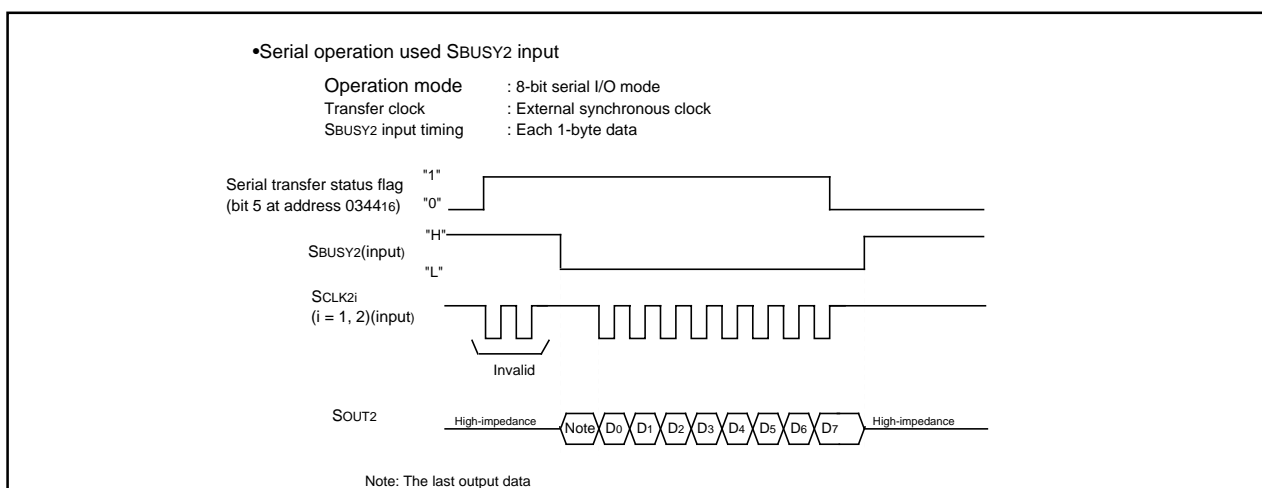 •Serial operation used SBUSY2 input
Operation mode : 8-bit serial I/O mode
Transfer clock : External synchronous clock
SBUSY2 input timing : Each 1-byte data
Serial transfer status flag
(bit 5 at address 034416)
"1"
"0"
SBUSY2(input)
"H"
"L"
SCLK2i
(i = 1, 2)(input)
Invalid
SOUT2
High-impedance Note D0 D1 D2 D3 D4 D5 D6 D7 High-impedance
Note: The last output data